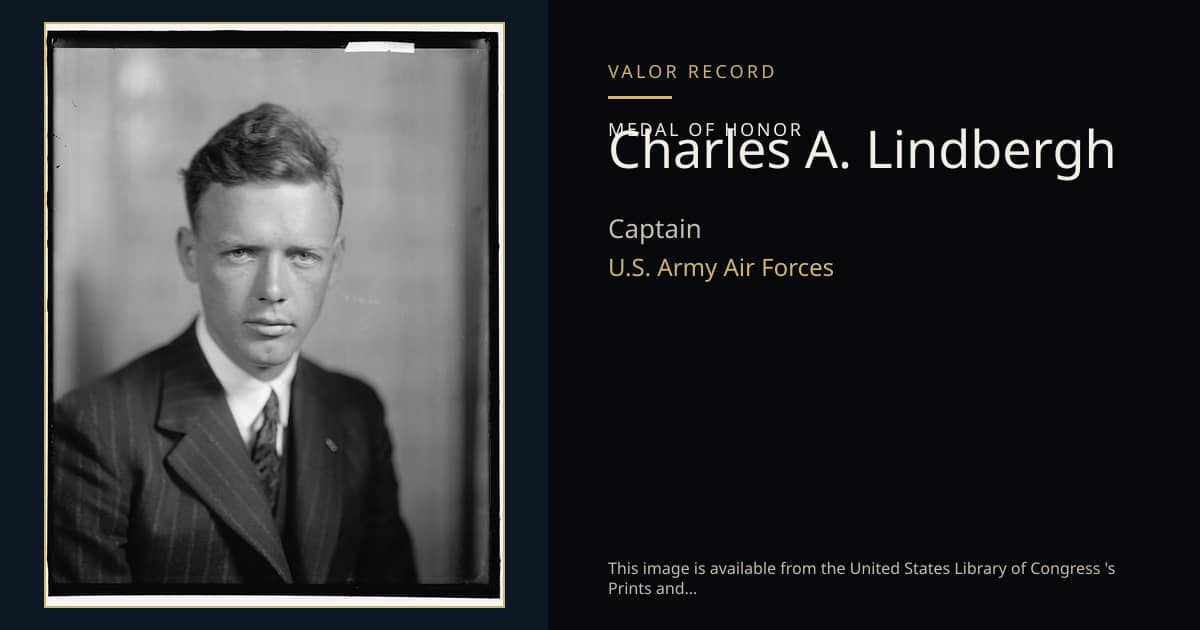 VALOR RECORD
MEDAL OF HONOR
Charles A. Lindbergh
Captain
U.S. Army Air Forces
This image is available from the United States Library of Congress 's
Prints and...